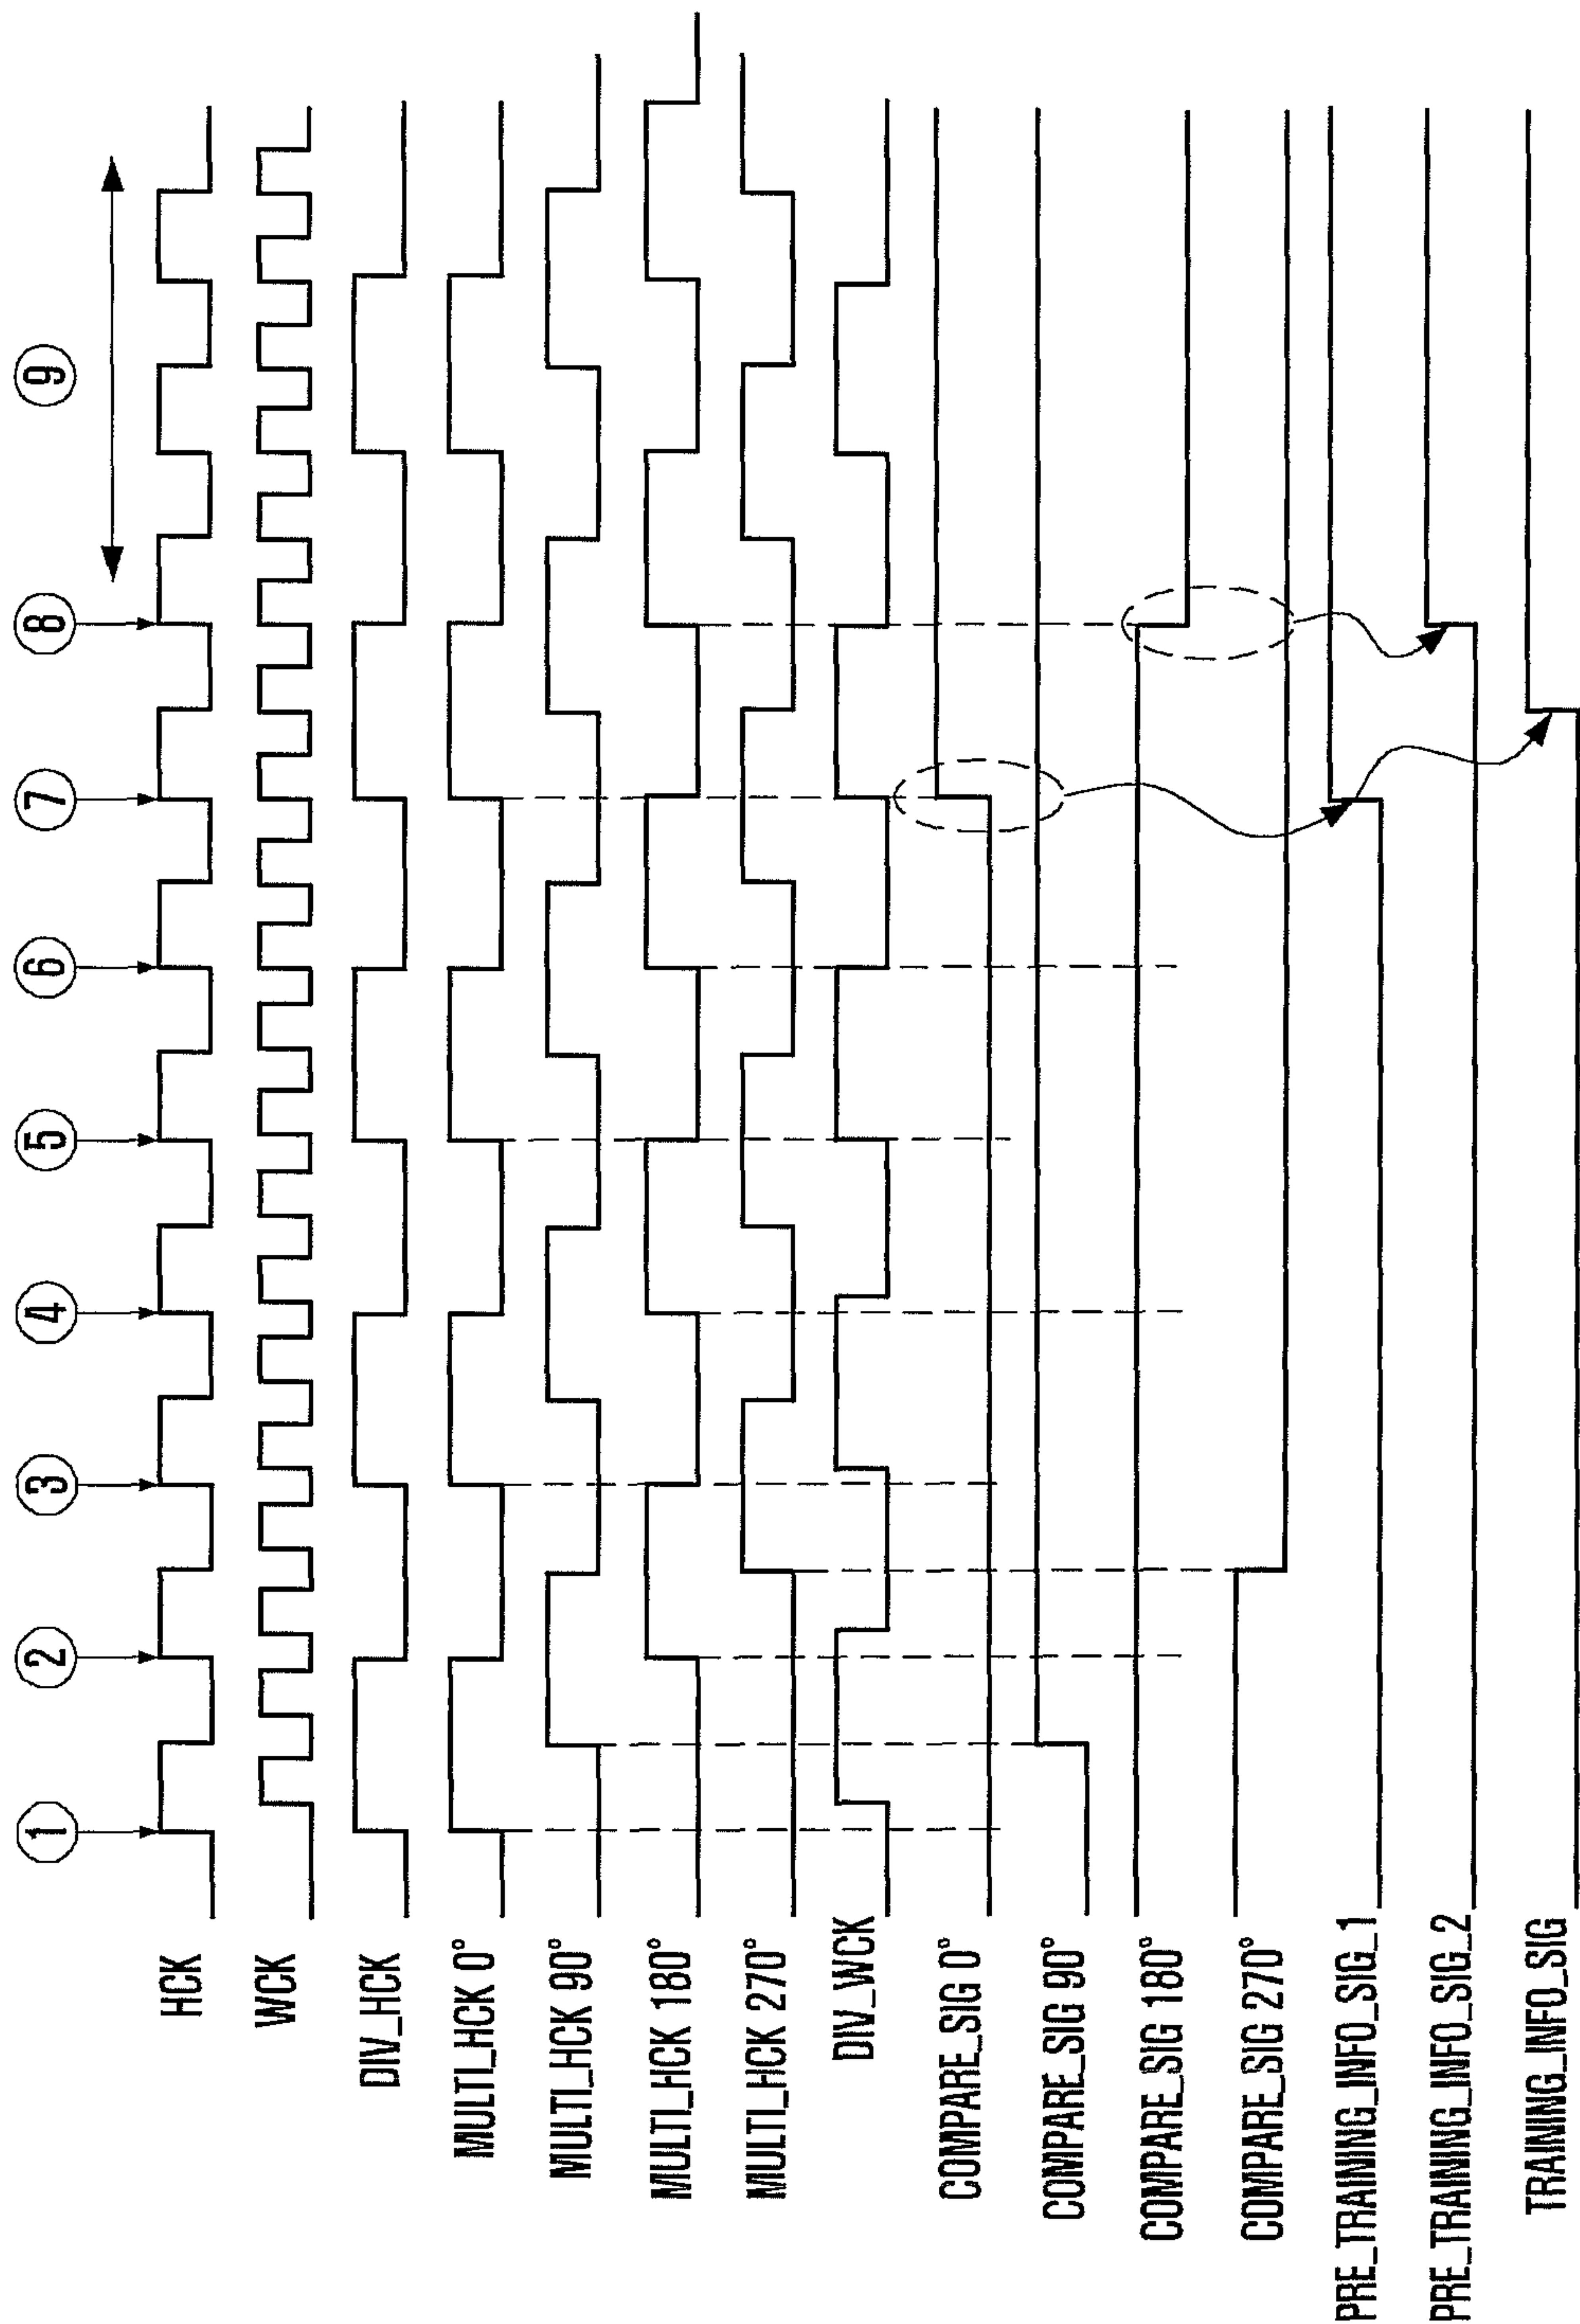 ① ② ③ ④ ⑤ ⑥ ⑦ ⑧ ⑨
HCK
WCK
DIV_HCK
MULTI_HCK 0°
MULTI_HCK 90°
MULTI_HCK 180°
MULTI_HCK 270°
DIV_WCK
COMPARE_SIG 0°
COMPARE_SIG 90°
COMPARE_SIG 180°
COMPARE_SIG 270°
PRE_TRAINING_INFO_SIG_1
PRE_TRAINING_INFO_SIG_2
TRAINING_INFO_SIG